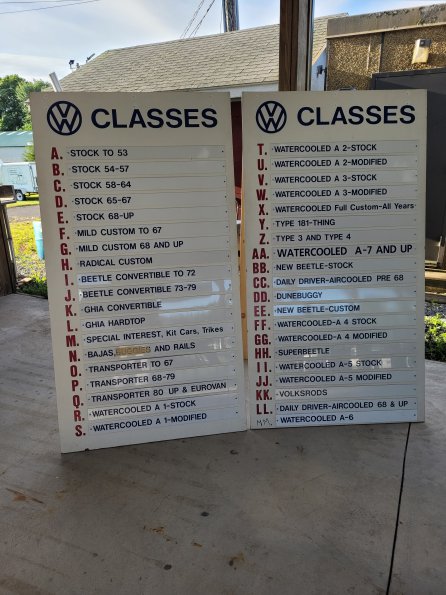 VW CLASSES
A. STOCK TO 53
B. STOCK 54-57
C. STOCK 58-64
D. STOCK 65-67
E. STOCK 68-UP
F. MILD CUSTOM TO 67
G. MILD CUSTOM 68 AND UP
H. RADICAL CUSTOM
I. BEETLE CONVERTIBLE TO 72
J. BEETLE CONVERTIBLE 73-79
K. GHIA CONVERTIBLE
L. GHIA HARDTOP
M. SPECIAL INTEREST, Kit Cars, Trikes
N. BAJAS, BUGGIES AND RAILS
O. TRANSPORTER TO 67
P. TRANSPORTER 68-79
Q. TRANSPORTER 80 UP & EUROVAN
R. WATERCOOLED A 1-STOCK
S. WATERCOOLED A 1-MODIFIED
VW CLASSES
T. WATERCOOLED A 2-STOCK
U. WATERCOOLED A 2-MODIFIED
V. WATERCOOLED A 3-STOCK
W. WATERCOOLED A 3-MODIFIED
X. WATERCOOLED Full Custom-All Years
Y. TYPE 181-THING
Z. TYPE 3 AND TYPE 4
AA. WATERCOOLED A-7 AND UP
BB. NEW BEETLE-STOCK
CC. DAILY DRIVER-AIRCOOLED PRE 68
DD. DUNEBUGGY
EE. NEW BEETLE-CUSTOM
FF. WATERCOOLED-A 4 STOCK
GG. WATERCOOLED-A 4 MODIFIED
HH. SUPERBEETLE
II. WATERCOOLED A-5 STOCK
JJ. WATERCOOLED A-5 MODIFIED
KK. VOLKSRODS
LL. DAILY DRIVER-AIRCOOLED 68 & UP
MM. WATERCOOLED A-6